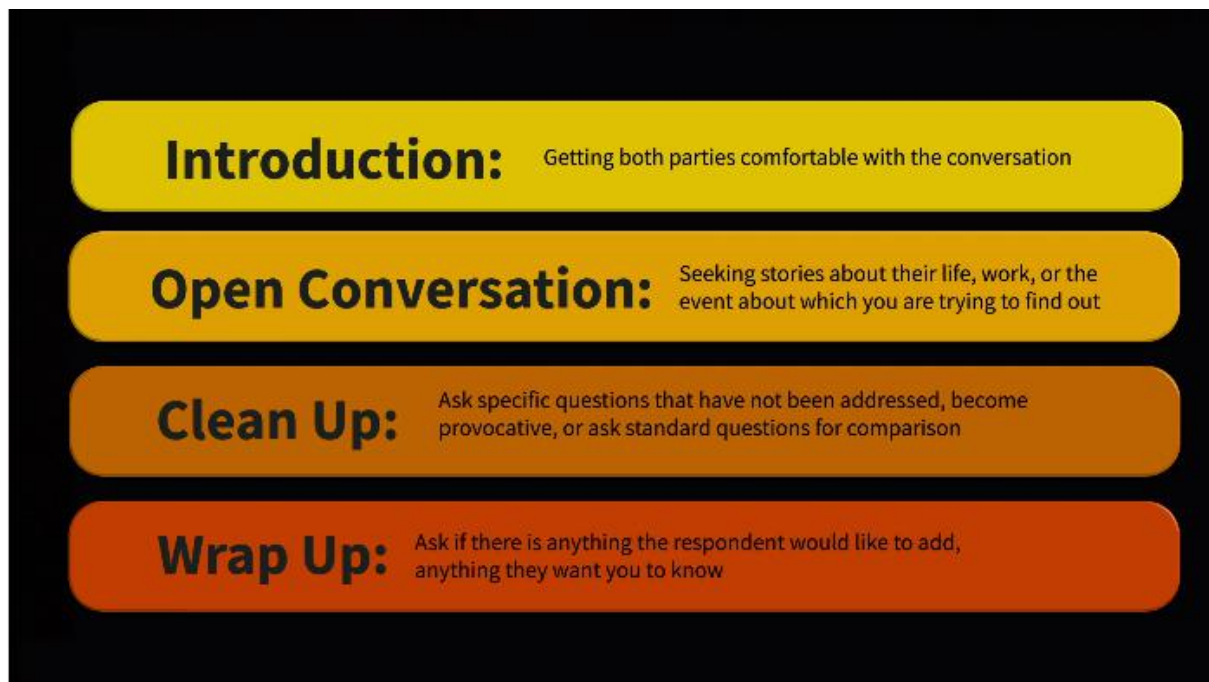 Introduction: Getting both parties comfortable with the conversation
Open Conversation: Seeking stories about their life, work, or the
event about which you are trying to find out
Clean Up: Ask specific questions that have not been addressed, become
provocative, or ask standard questions for comparison
Wrap Up: Ask if there is anything the respondent would like to add,
anything they want you to know